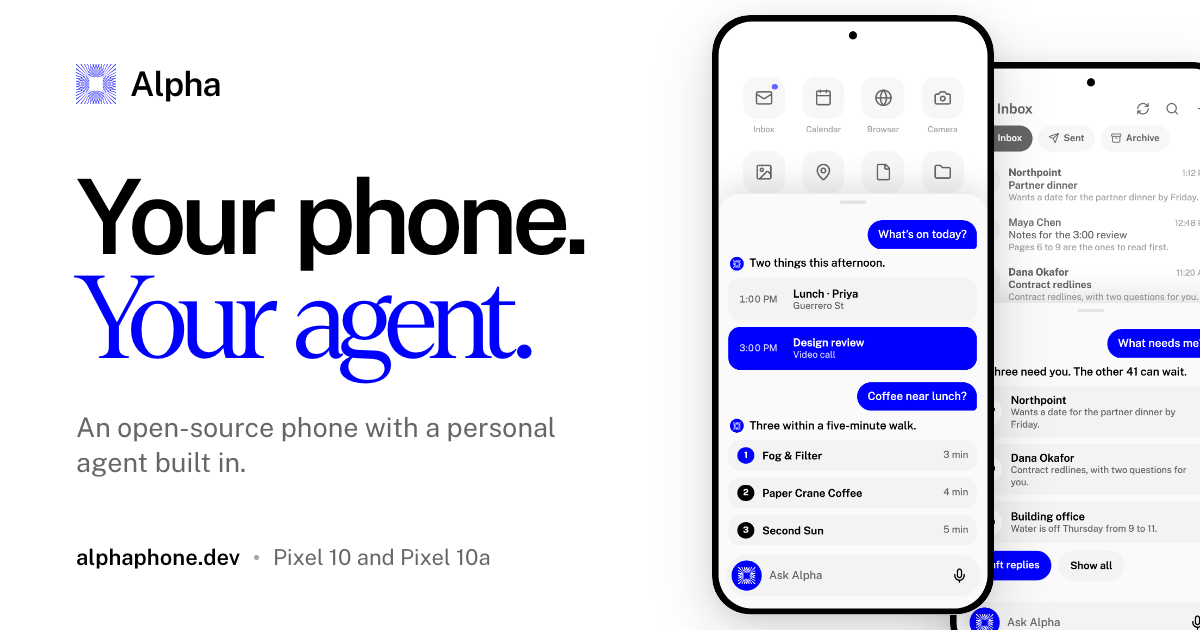 Alpha
Your phone.
Your agent.
An open-source phone with a personal
agent built in.
alphaphone.dev • Pixel 10 and Pixel 10a
Inbox Calendar Browser Camera
What's on today?
Two things this afternoon.
1:00 PM Lunch · Priya
Guerrero St
3:00 PM Design review
Video call
Coffee near lunch?
Three within a five-minute walk.
1 Fog & Filter 3 min
2 Paper Crane Coffee 4 min
3 Second Sun 5 min
Ask Alpha
Inbox
Inbox Sent Archive
Northpoint 1:12
Partner dinner
Wants a date for the partner dinner by Friday.
Maya Chen 12:48
Notes for the 3:00 review
Pages 6 to 9 are the ones to read first.
Dana Okafor 11:20
Contract redlines
Contract redlines, with two questions for you.
What needs me?
hree need you. The other 41 can wait.
Northpoint
Wants a date for the partner dinner by
Friday.
Dana Okafor
Contract redlines, with two questions for
you.
Building office
Water is off Thursday from 9 to 11.
ft replies Show all
Ask Alpha